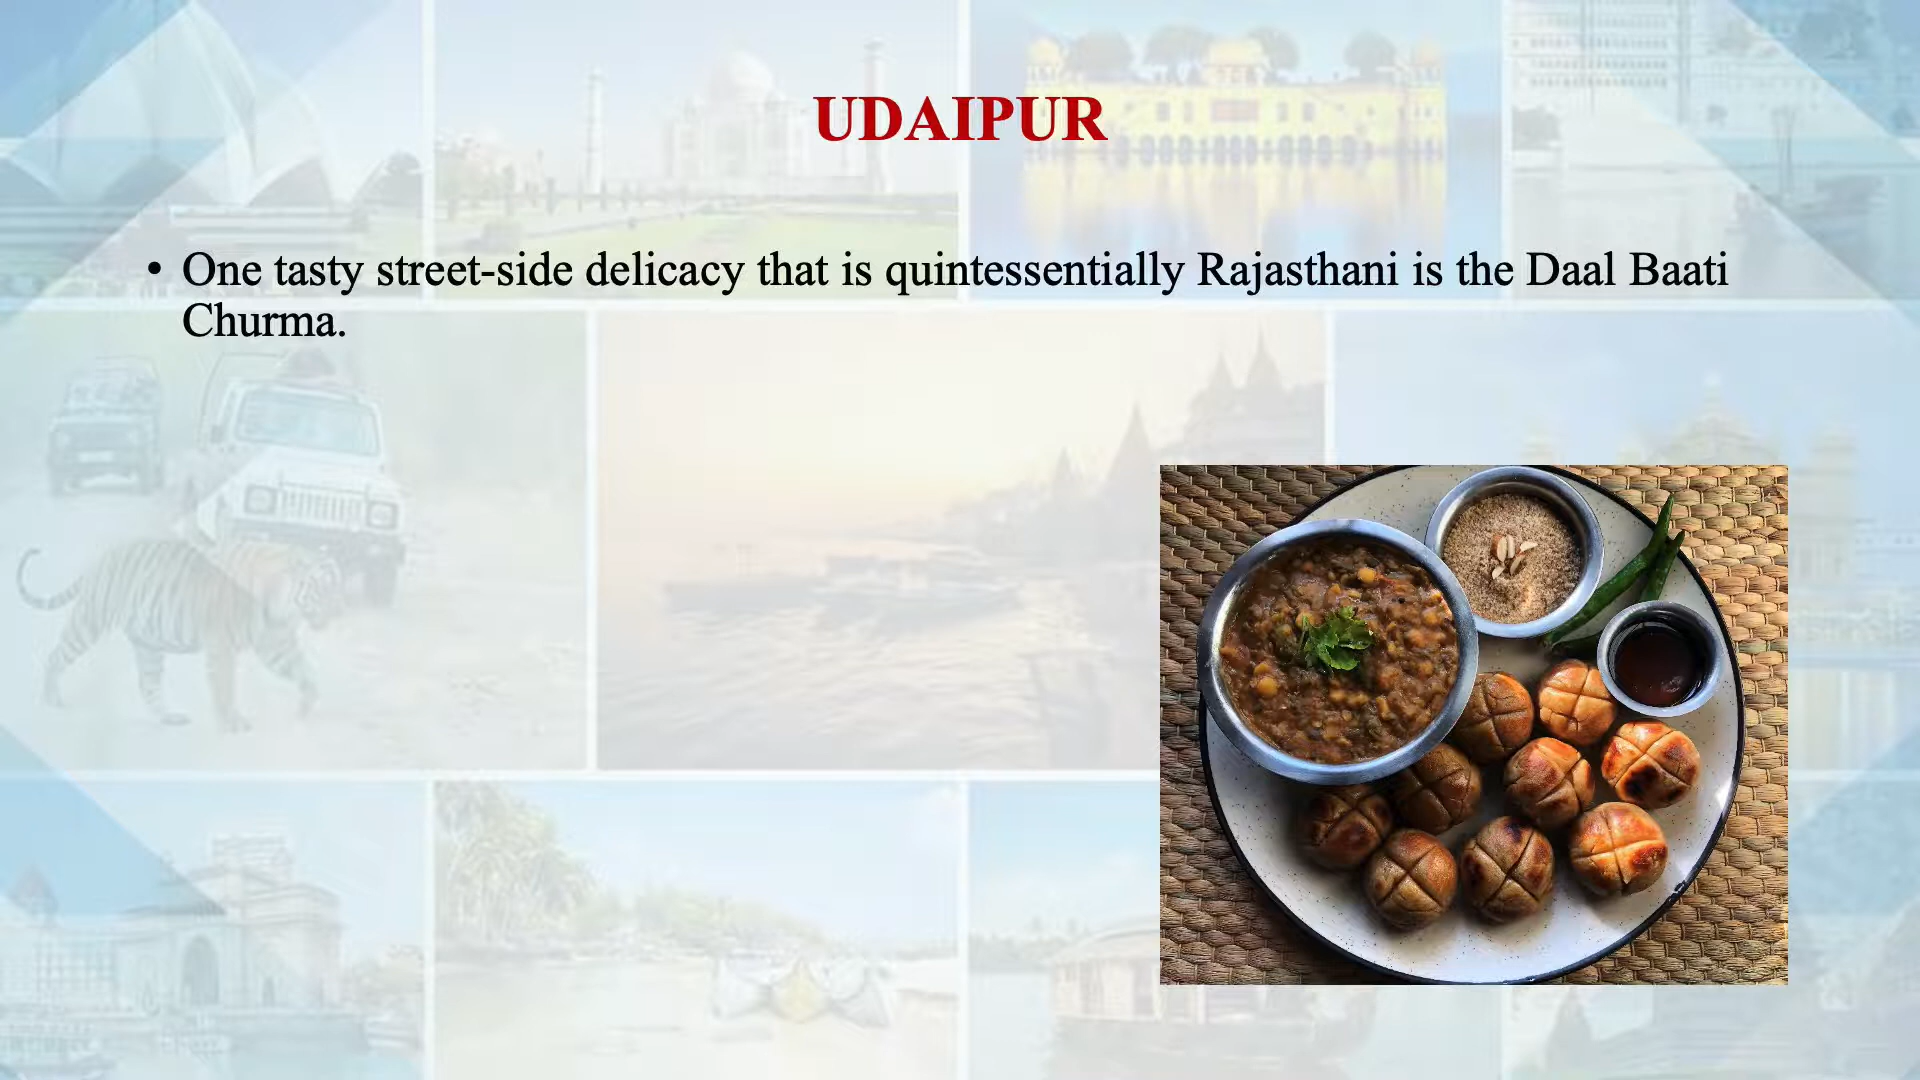 UDAIPUR
• One tasty street-side delicacy that is quintessentially Rajasthani is the Daal Baati
Churma.